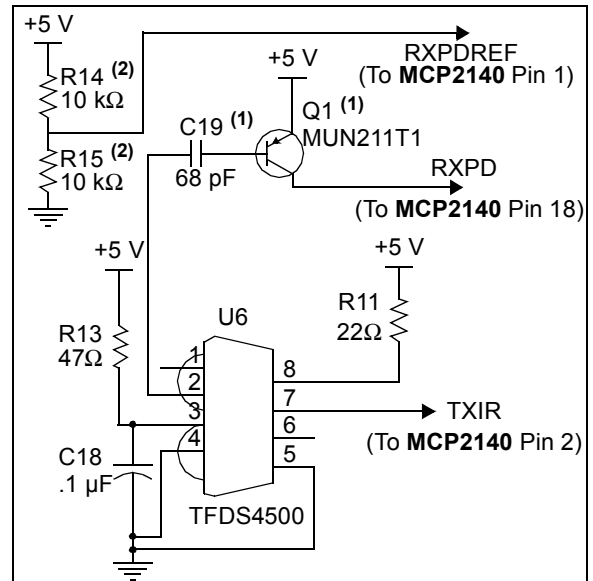 +5 V
RXPDREF
(To MCP2140 Pin 1)
R14 (2)
10 kΩ
+5 V
C19 (1)
Q1 (1)
MUN211T1
R15 (2)
10 kΩ
68 pF
RXPD
(To MCP2140 Pin 18)
+5 V
+5 V
R13
47Ω
U6
R11
22Ω
1
2
3
4
8
7
6
5
TXIR
(To MCP2140 Pin 2)
C18
.1 µF
TFDS4500